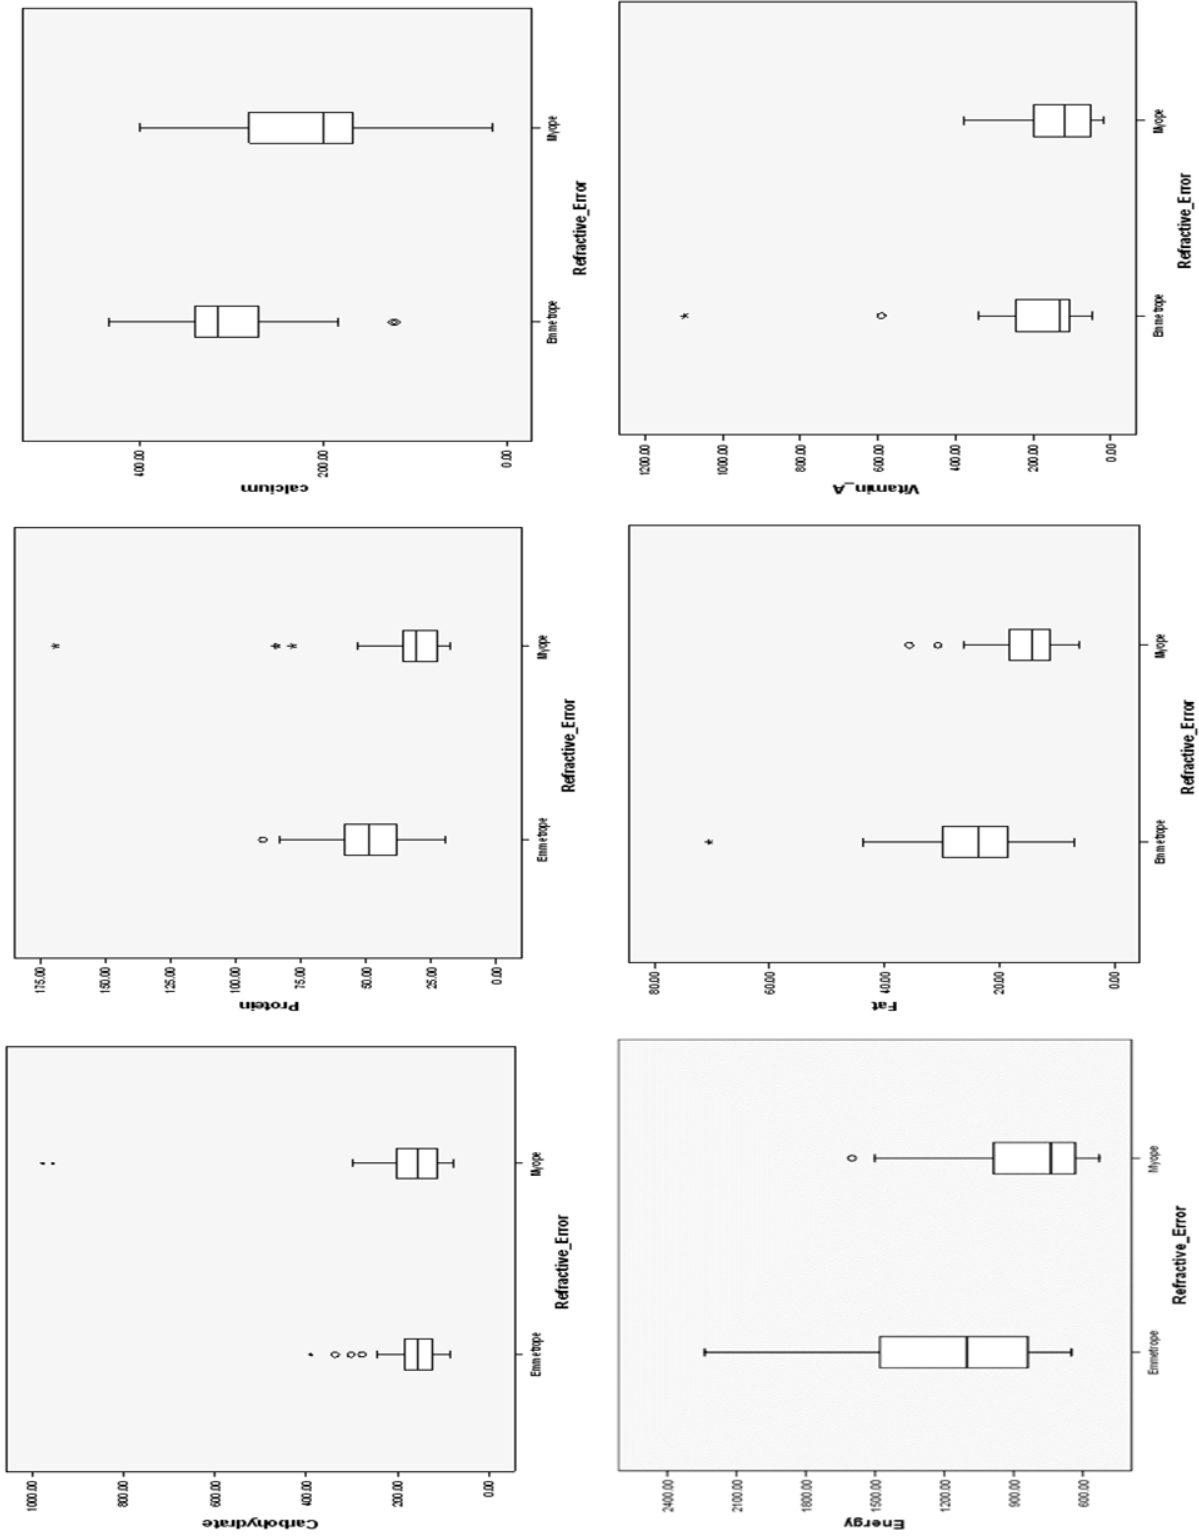 calcium
400.00
200.00
0.00
Emmetrope
Myope
Refractive_Error
Vitamin_A
1200.00
1000.00
800.00
600.00
400.00
200.00
0.00
Emmetrope
Myope
Refractive_Error
Protein
175.00
150.00
125.00
100.00
75.00
50.00
25.00
0.00
Emmetrope
Myope
Refractive_Error
Fat
80.00
60.00
40.00
20.00
0.00
Emmetrope
Myope
Refractive_Error
Carbohydrate
1000.00
800.00
600.00
400.00
200.00
0.00
Emmetrope
Myope
Refractive_Error
Energy
2400.00
2100.00
1800.00
1500.00
1200.00
900.00
600.00
Emmetrope
Myope
Refractive_Error